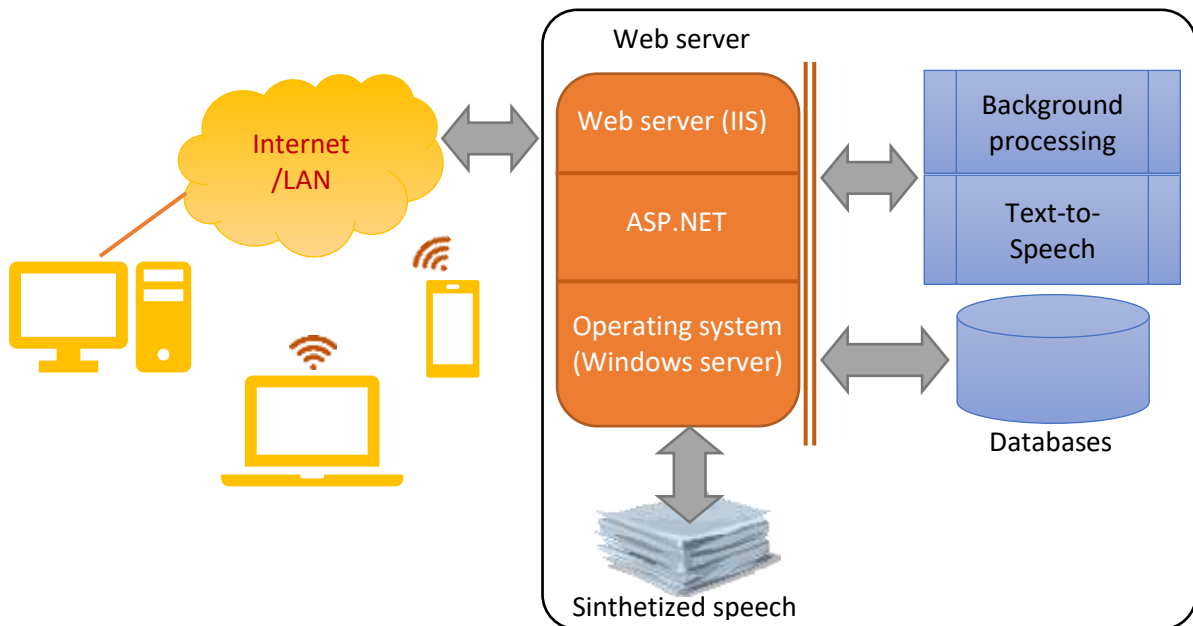 Web server
Internet
/LAN
Web server (IIS)
ASP.NET
Operating system
(Windows server)
Background
processing
Text-to-
Speech
Databases
Sinthetized speech